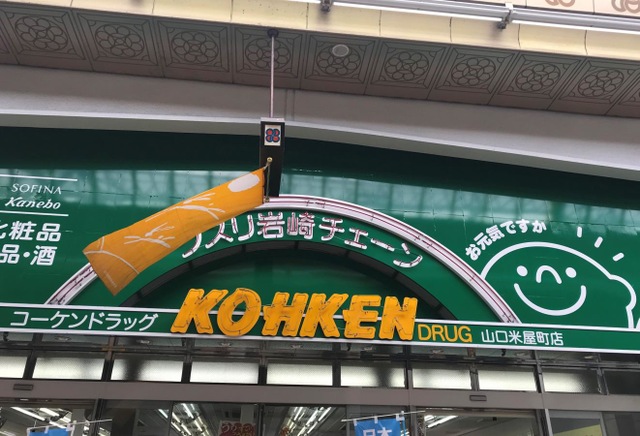 SOFINA
Kanebo
化粧品
品・酒
クスリ岩崎チェーン
お元気ですか
コーケンドラッグ
KOHKEN
DRUG 山口米屋町店
日本